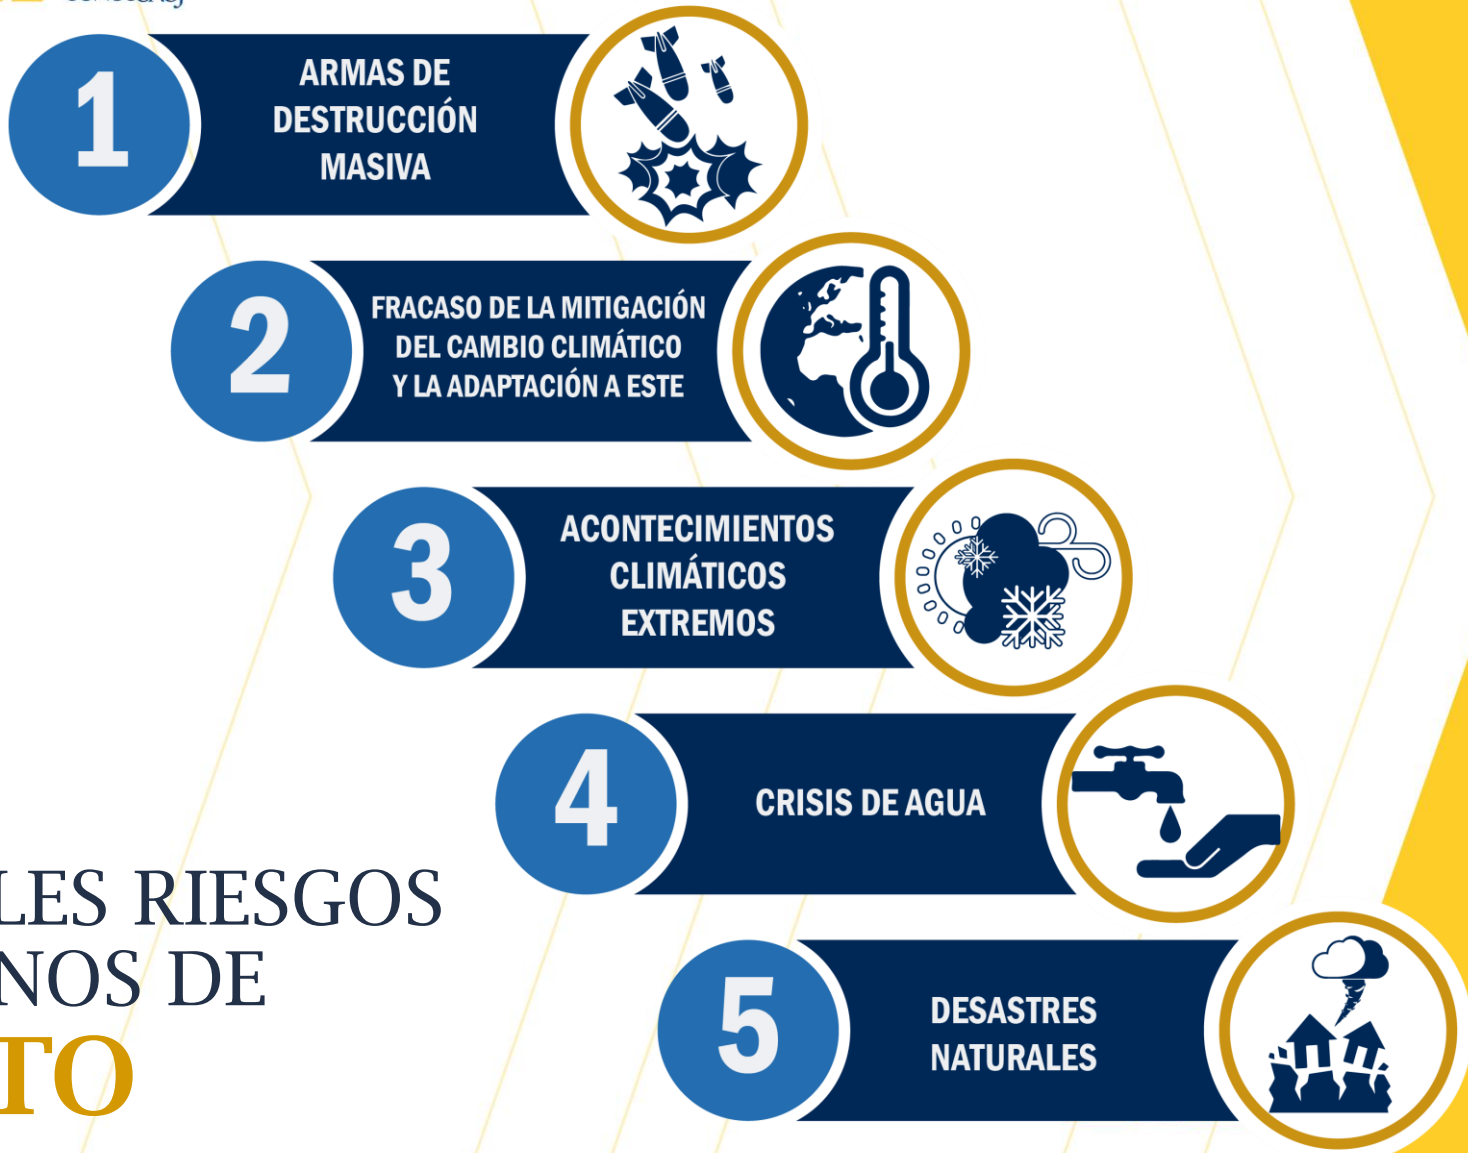 1
ARMAS DE
DESTRUCCIÓN
MASIVA
2
FRACASO DE LA MITIGACIÓN
DEL CAMBIO CLIMÁTICO
Y LA ADAPTACIÓN A ESTE
3
ACONTECIMIENTOS
CLIMÁTICOS
EXTREMOS
4
CRISIS DE AGUA
5
DESASTRES
NATURALES
LES RIESGOS
NOS DE
TO